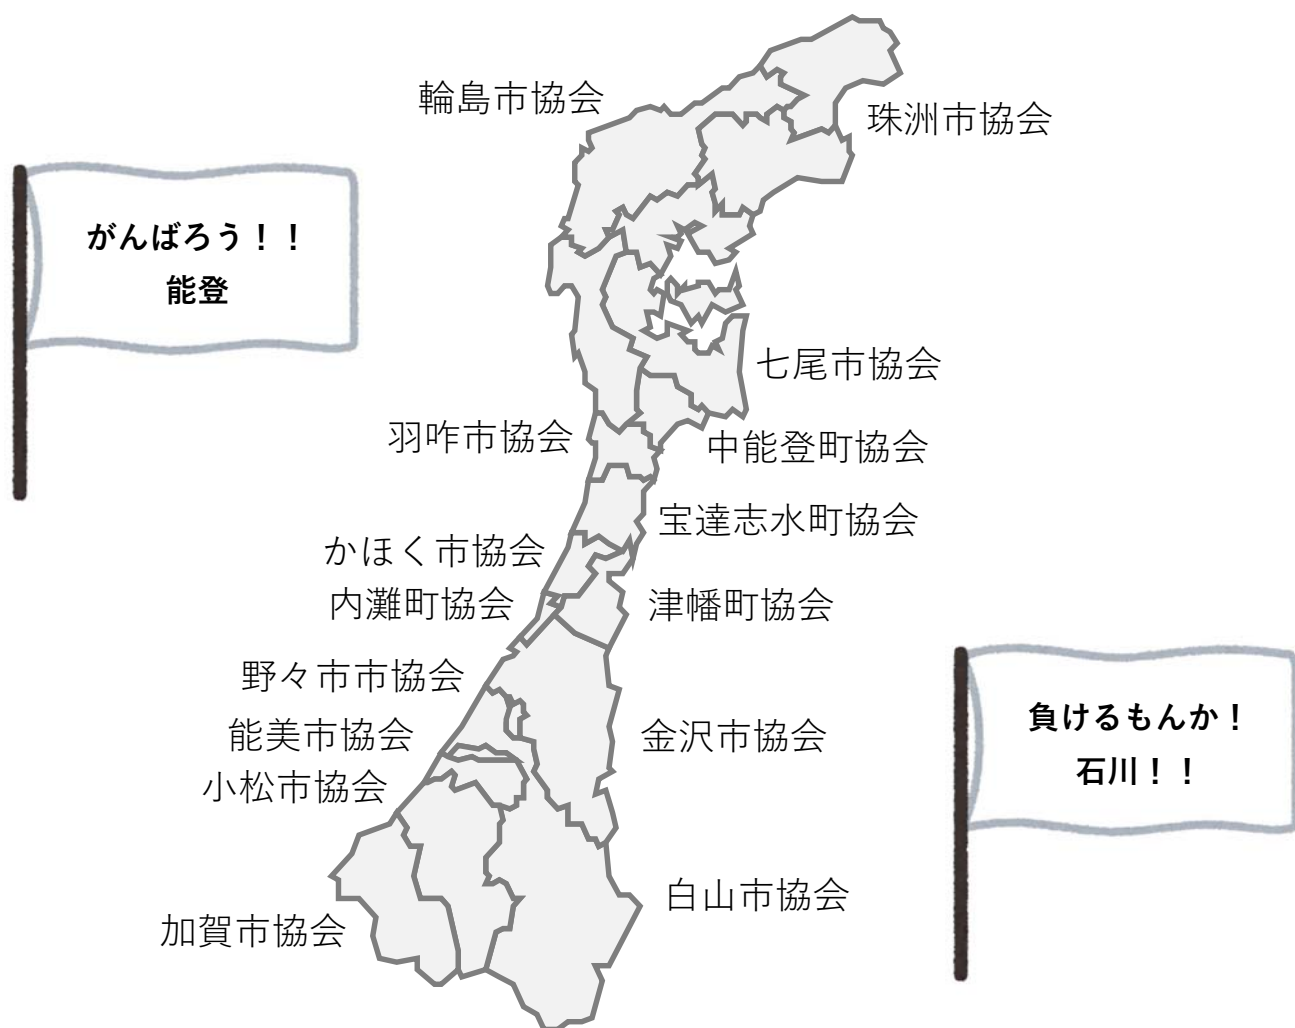 輪島市協会
珠洲市協会
がんばろう！！
能登
七尾市協会
羽咋市協会
中能登町協会
宝達志水町協会
かほく市協会
内灘町協会
津幡町協会
野々市市協会
能美市協会
金沢市協会
小松市協会
負けるもんか！
石川！！
白山市協会
加賀市協会